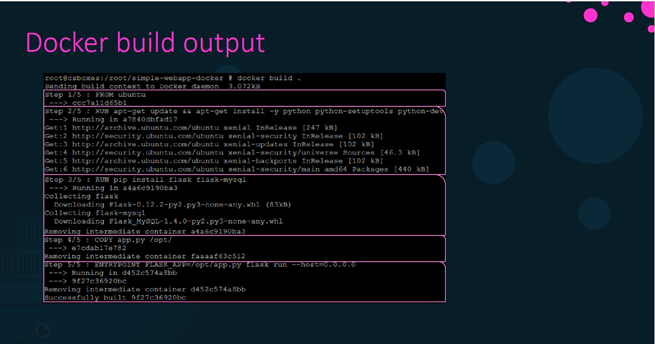 Docker build output
root@osboxes:/root/simple-webapp-docker # docker build .
Sending build context to Docker daemon  3.072kB
Step 1/5 : FROM ubuntu
---> ccc7a11d65b1
Step 2/5 : RUN apt-get update && apt-get install -y python python-setuptools python-dev
---> Running in a7840dbfad17
Get:1 http://archive.ubuntu.com/ubuntu xenial InRelease [247 kB]
Get:2 http://security.ubuntu.com/ubuntu xenial-security InRelease [102 kB]
Get:3 http://archive.ubuntu.com/ubuntu xenial-updates InRelease [102 kB]
Get:4 http://security.ubuntu.com/ubuntu xenial-security/universe Sources [46.3 kB]
Get:5 http://archive.ubuntu.com/ubuntu xenial-backports InRelease [102 kB]
Get:6 http://security.ubuntu.com/ubuntu xenial-security/main amd64 Packages [440 kB]
Step 3/5 : RUN pip install flask flask-mysql
---> Running in a4a6c9190ba3
Collecting flask
Downloading Flask-0.12.2-py2.py3-none-any.whl (83kB)
Collecting flask-mysql
Downloading Flask_MySQL-1.4.0-py2.py3-none-any.whl
Removing intermediate container a4a6c9190ba3
Step 4/5 : COPY app.py /opt/
---> e7cdab17e782
Removing intermediate container faaaaf63c512
Step 5/5 : ENTRYPOINT FLASK_APP=/opt/app.py flask run --host=0.0.0.0
---> Running in d452c574a8bb
---> 9f27c36920bc
Removing intermediate container d452c574a8bb
Successfully built 9f27c36920bc